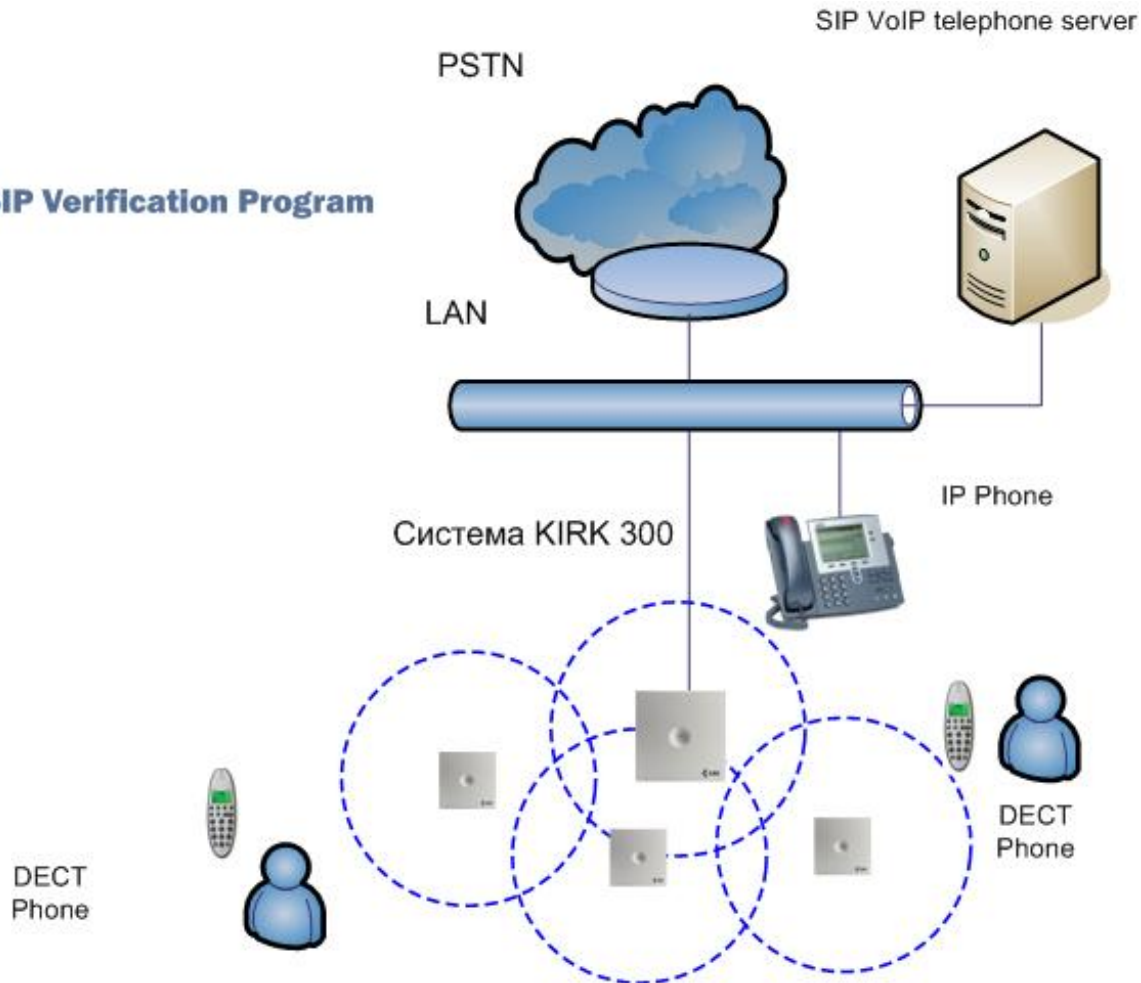 SIP VoIP telephone server
PSTN
IP Verification Program
LAN
IP Phone
Система KIRK 300
DECT
Phone
DECT
Phone